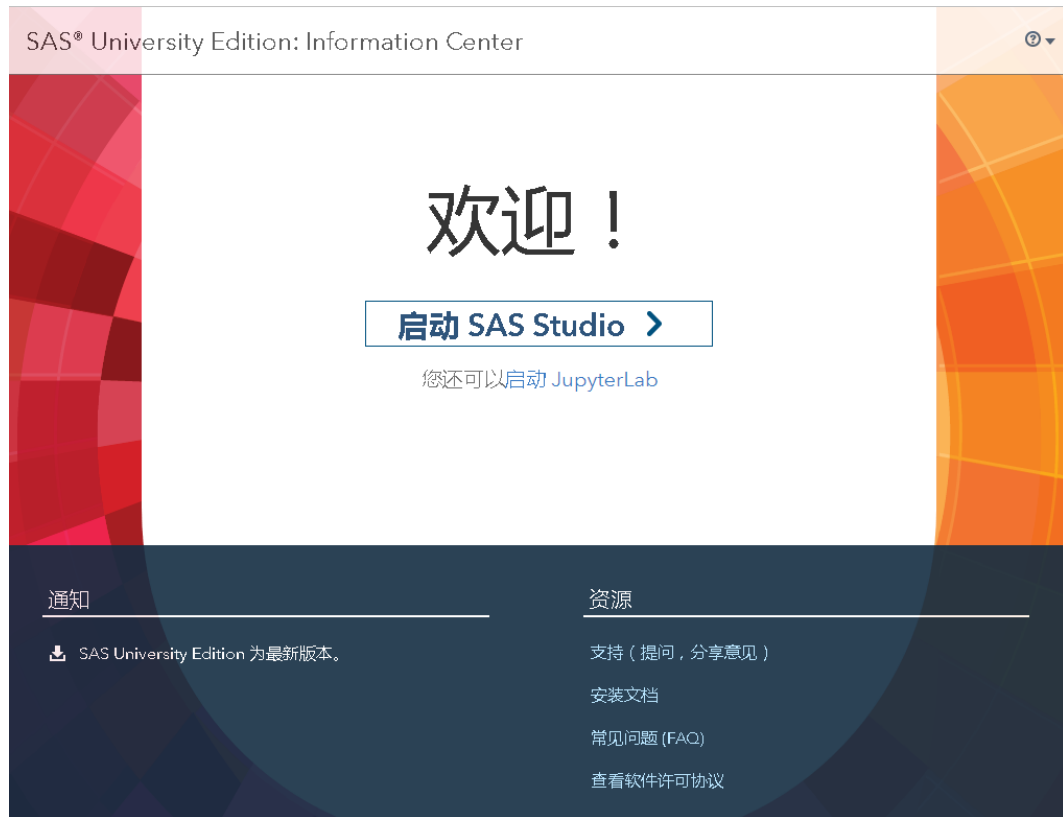 SAS® University Edition: Information Center
欢迎！
启动 SAS Studio
您还可以启动 JupyterLab
通知
SAS University Edition 为最新版本。
资源
支持（提问，分享意见）
安装文档
常见问题 (FAQ)
查看软件许可协议